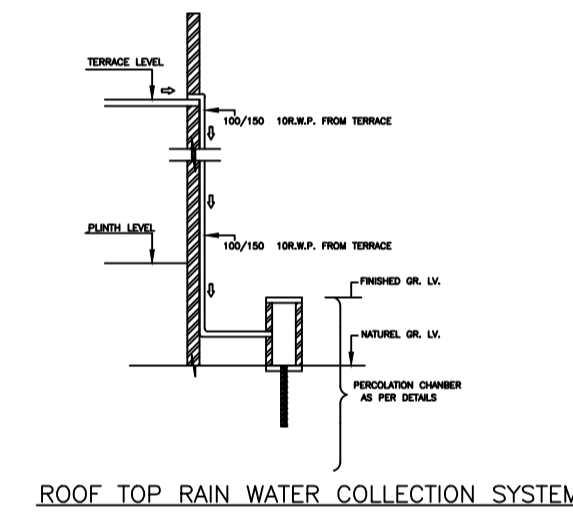 TERRACE LEVEL
100/150 10R.W.P. FROM TERRACE
PLINTH LEVEL
100/150 10R.W.P. FROM TERRACE
FINISHED GR. LV.
NATUREL GR. LV.
PERCOLATION CHANBER
AS PER DETAILS
ROOF TOP RAIN WATER COLLECTION SYSTEM